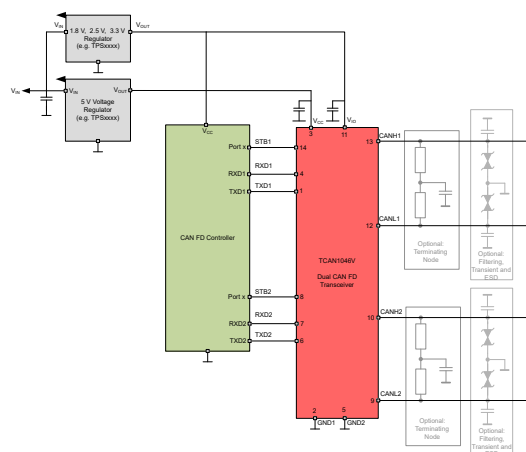 VIN
1.8 V, 2.5 V, 3.3 V
VOUT
Regulator
(e.g. TPSxxxx)
VIN
VIN
VOUT
5 V Voltage
Regulator
(e.g. TPSxxxx)
VCC
VCC
VIO
3
11
CANH1
13
Port x
STB1
14
RXD1
RXD1
4
TXD1
TXD1
1
CANL1
12
CAN FD Controller
TCAN1046V
Dual CAN FD
Transceiver
Optional:
Terminating
Node
Optional:
Filtering,
Transient and
ESD
Port x
STB2
8
RXD2
RXD2
7
TXD2
TXD2
6
CANH2
10
CANL2
9
2
GND1
5
GND2
Optional:
Terminating
Node
Optional:
Filtering,
Transient and